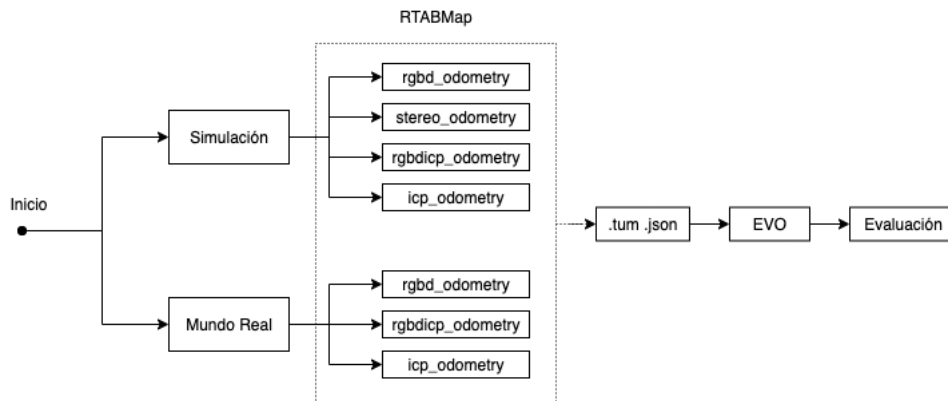 RTABMap
rgbd_odometry
stereo_odometry
Simulación
rgbdicp_odometry
icp_odometry
Inicio
.tum .json
EVO
Evaluación
rgbd_odometry
Mundo Real
rgbdicp_odometry
icp_odometry